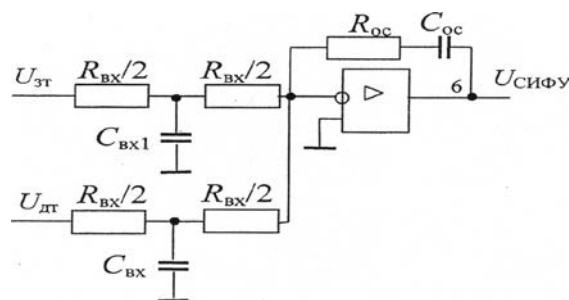 Rос Cос
Uзт Rвх/2 Rвх/2
6 UСИФУ
Cвх1
Rвх/2 Rвх/2
Uдт
Cвх